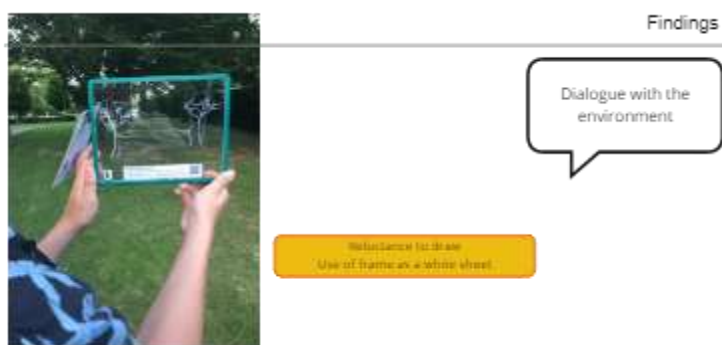 Findings
Dialogue with the
environment
Reluctance to draw
Use of frame as a white sheet